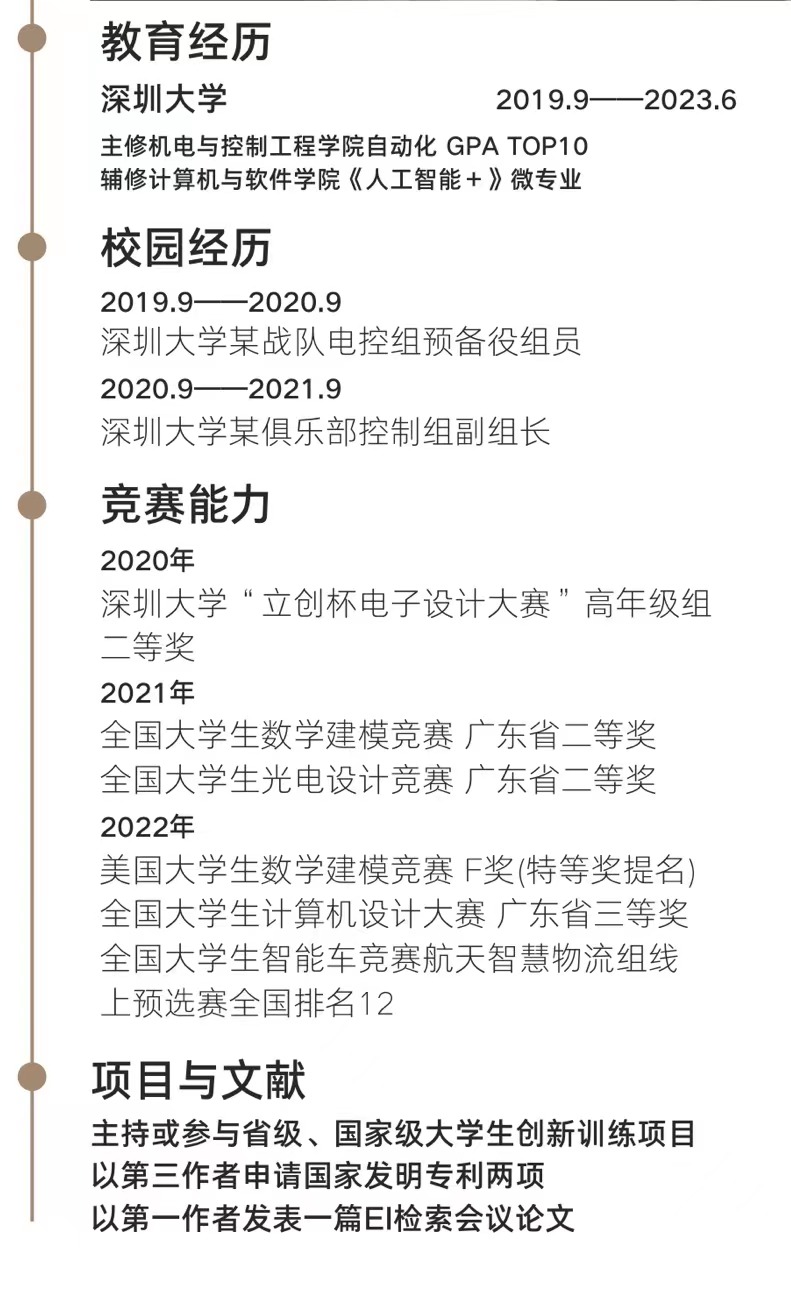 教育经历
深圳大学 2019.9——2023.6
主修机电与控制工程学院自动化 GPA TOP10
辅修计算机与软件学院《人工智能＋》微专业
校园经历
2019.9——2020.9
深圳大学某战队电控组预备役组员
2020.9——2021.9
深圳大学某俱乐部控制组副组长
竞赛能力
2020年
深圳大学“立创杯电子设计大赛”高年级组
二等奖
2021年
全国大学生数学建模竞赛 广东省二等奖
全国大学生光电设计竞赛 广东省二等奖
2022年
美国大学生数学建模竞赛 F奖(特等奖提名)
全国大学生计算机设计大赛 广东省三等奖
全国大学生智能车竞赛航天智慧物流组线
上预选赛全国排名12
项目与文献
主持或参与省级、国家级大学生创新训练项目
以第三作者申请国家发明专利两项
以第一作者发表一篇EI检索会议论文